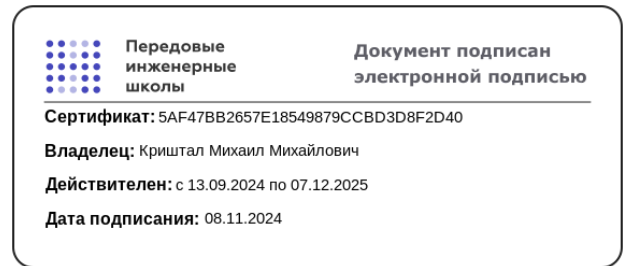 Передовые
инженерные
школы
Документ подписан
электронной подписью
Сертификат: 5AF47BB2657E18549879CCBD3D8F2D40
Владелец: Криштал Михаил Михайлович
Действителен: с 13.09.2024 по 07.12.2025
Дата подписания: 08.11.2024